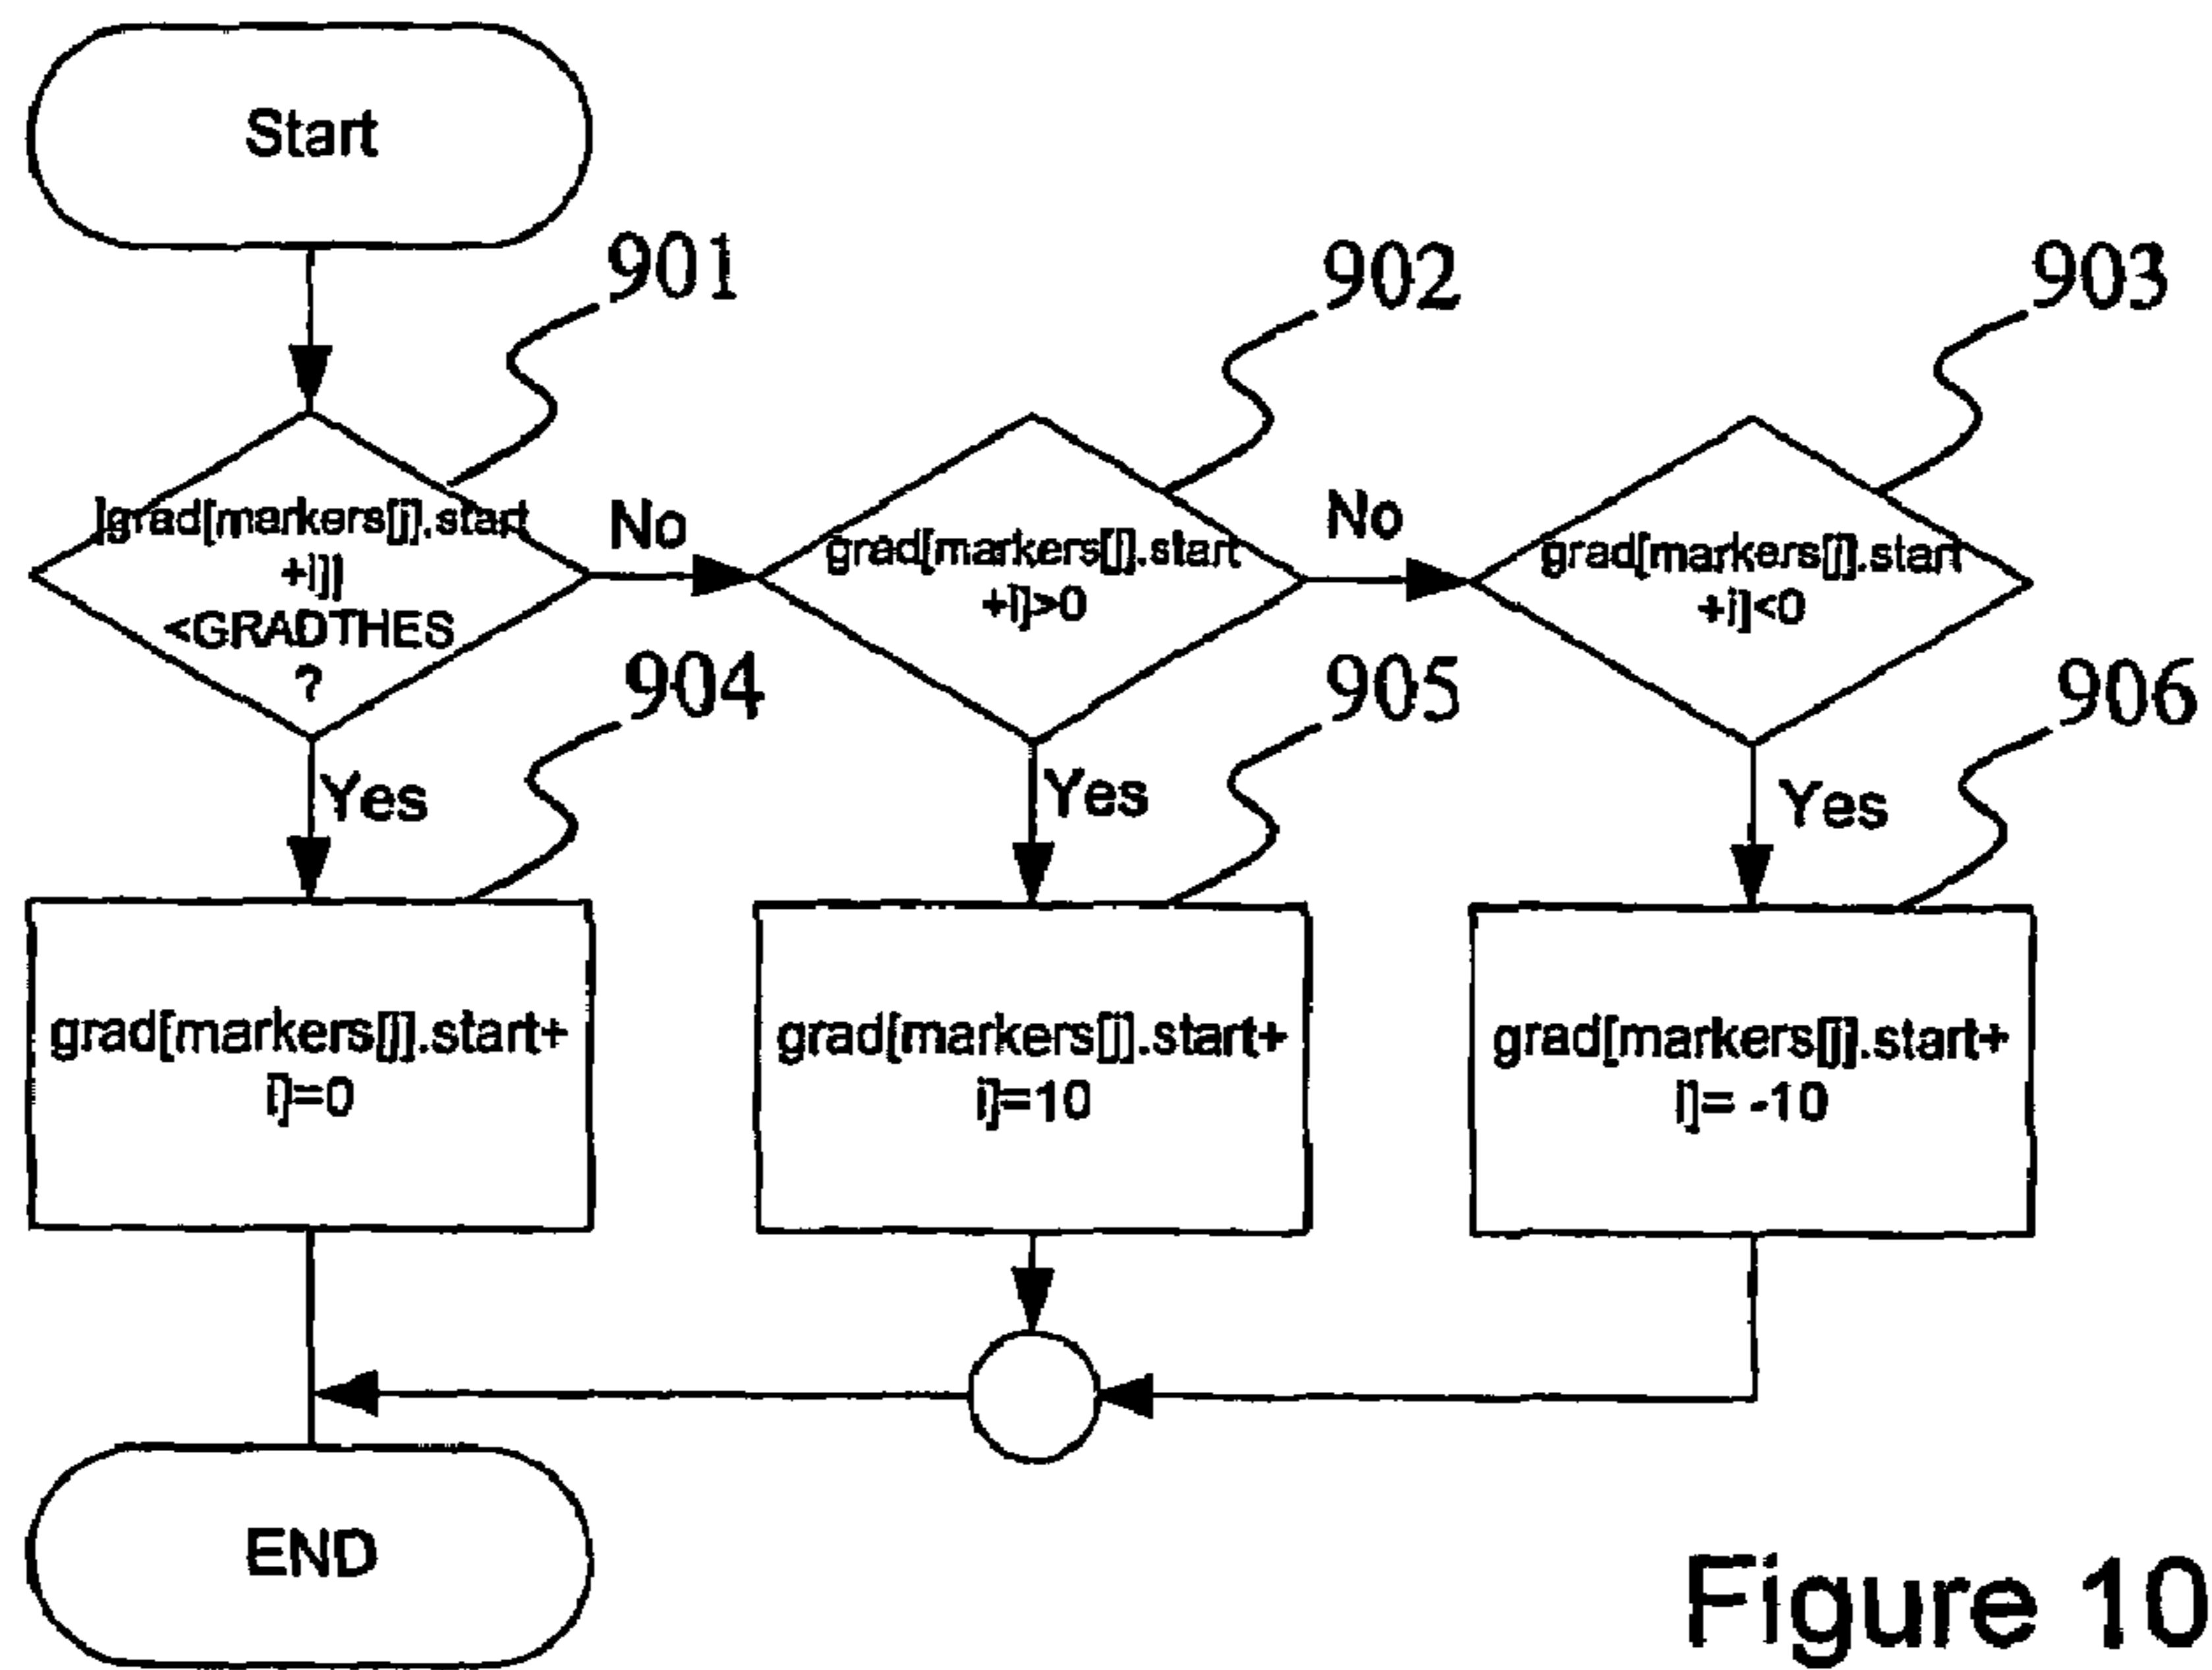 Start
901
902
903
|grad[markers[j].start
+i]|
<GRADTHES
?
No
grad[markers[j].start
+i]>0
No
grad[markers[j].start
+i]<0
904
905
906
Yes
Yes
Yes
grad[markers[j].start+
i]=0
grad[markers[j].start+
i]=10
grad[markers[j].start+
i]= -10
END
Figure 10